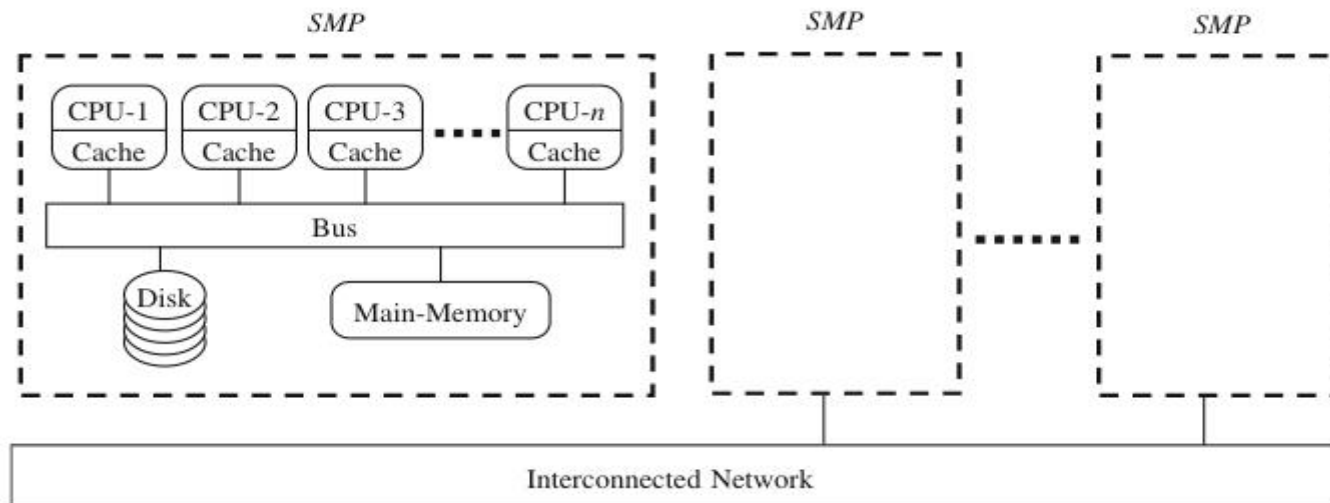 SMP
SMP
SMP
CPU-1
CPU-2
CPU-3
CPU-n
Cache
Cache
Cache
Cache
Bus
Disk
Main-Memory
Interconnected Network